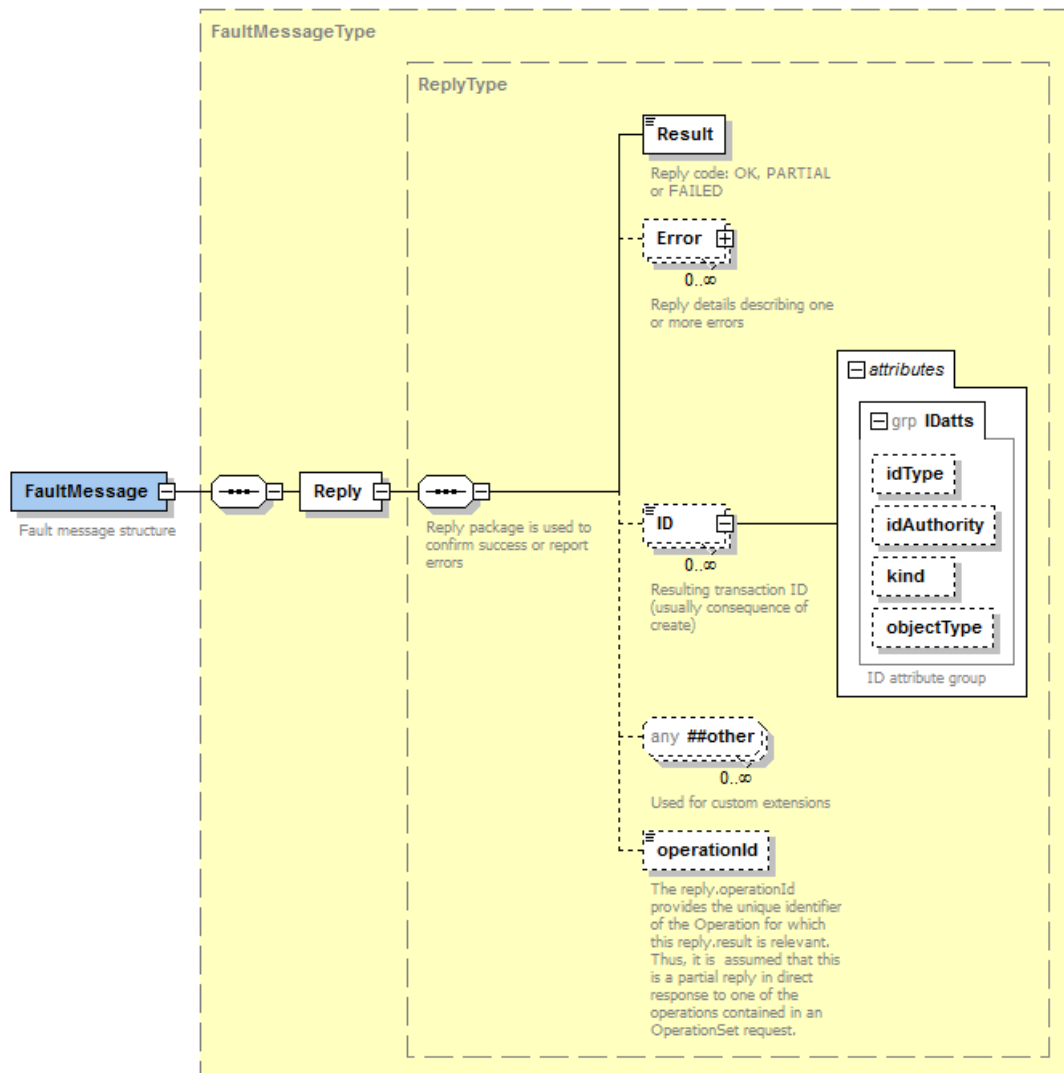 FaultMessageType
ReplyType
Result
Reply code: OK, PARTIAL
or FAILED
Error
0..∞
Reply details describing one
or more errors
attributes
grp IDatts
idType
idAuthority
kind
objectType
ID attribute group
FaultMessage
Fault message structure
Reply
Reply package is used to
confirm success or report
errors
ID
0..∞
Resulting transaction ID
(usually consequence of
create)
any ##other
0..∞
Used for custom extensions
operationId
The reply.operationId
provides the unique identifier
of the Operation for which
this reply.result is relevant.
Thus, it is  assumed that this
is a partial reply in direct
response to one of the
operations contained in an
OperationSet request.